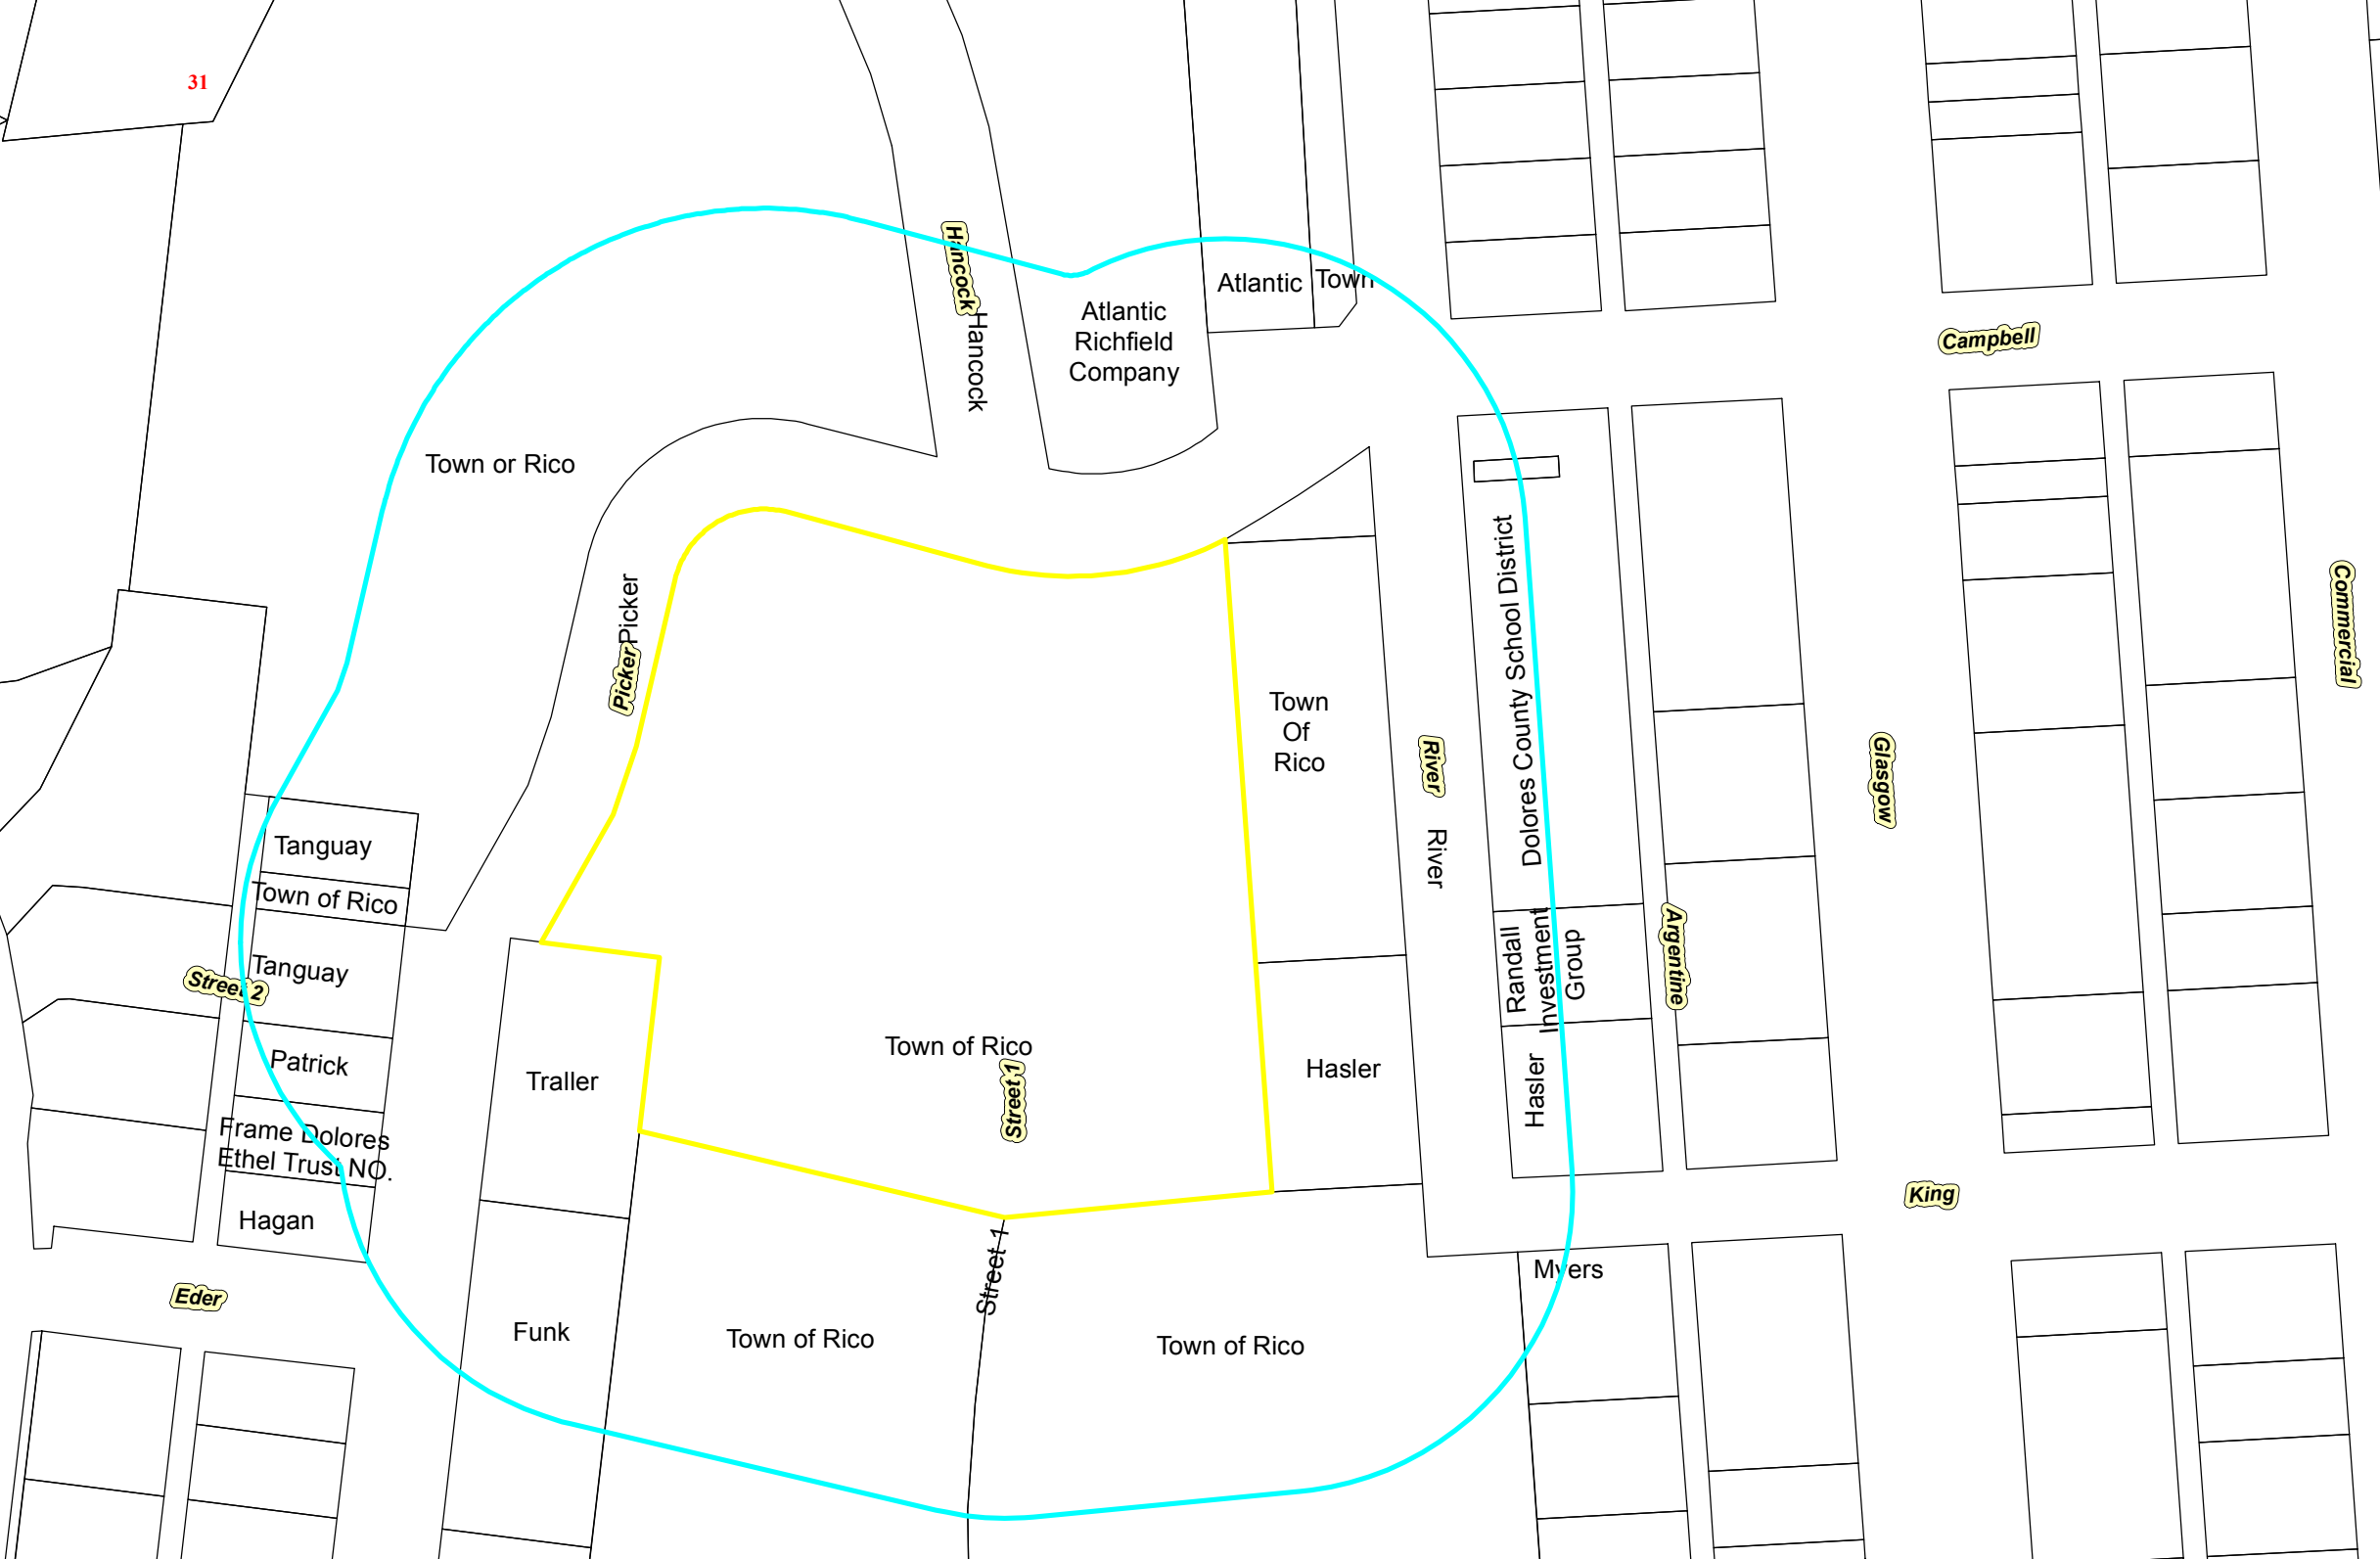 31
Hancock
Hancock
Atlantic
Richfield
Company
Atlantic
Town
Campbell
Town or Rico
Picker
Picker
Dolores County School District
Commercial
Town
Of
Rico
River
River
Glasgow
Tanguay
Town of Rico
Tanguay
Street 2
Patrick
Frame Dolores
Ethel Trust NO.
Hagan
Eder
Traller
Funk
Town of Rico
Street 1
Street 1
Hasler
Randall
Investment
Group
Argentine
Hasler
King
Myers
Town of Rico
Town of Rico